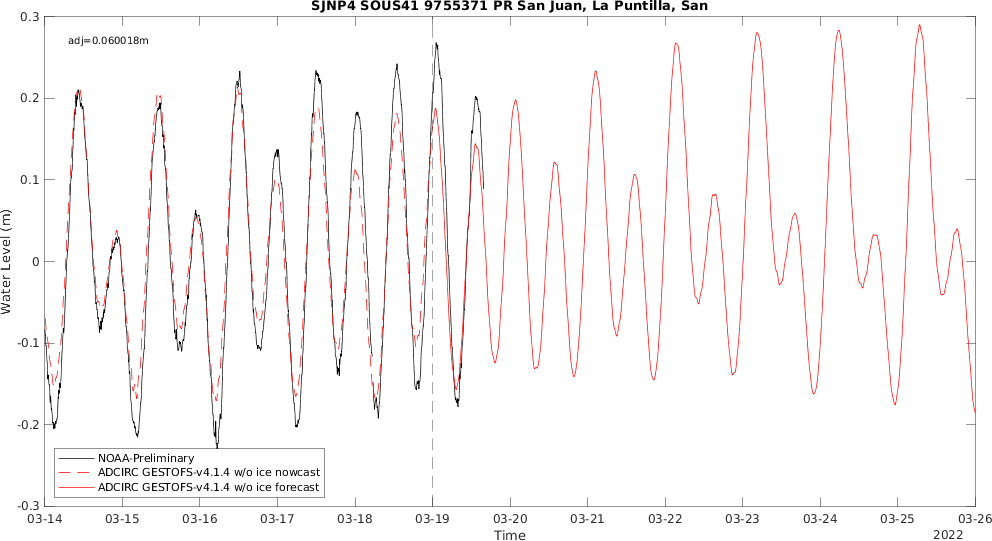 SJNP4 SOUS41 9755371 PR San Juan, La Puntilla, San
adj=0.060018m
0.3
0.2
0.1
0
-0.1
-0.2
-0.3
Water Level (m)
NOAA-Preliminary
ADCIRC GESTOFS-v4.1.4 w/o ice nowcast
ADCIRC GESTOFS-v4.1.4 w/o ice forecast
03-14 03-15 03-16 03-17 03-18 03-19 03-20 03-21 03-22 03-23 03-24 03-25 03-26
Time
2022